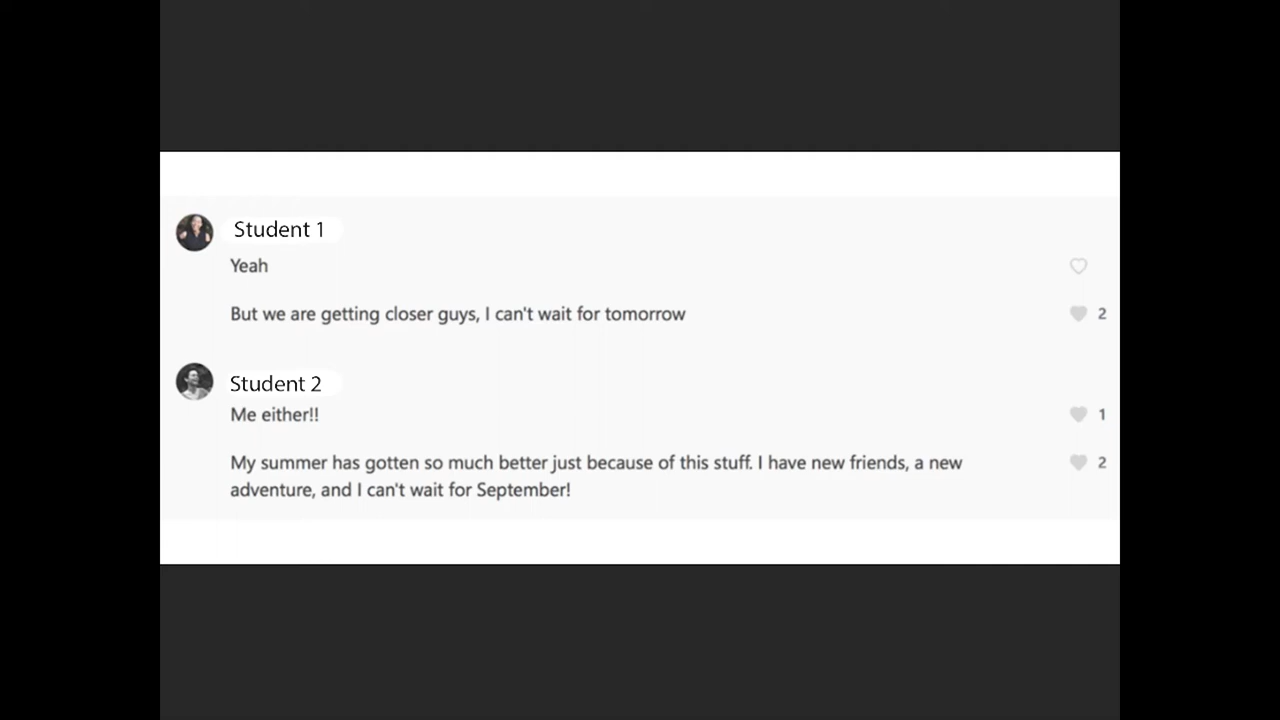 Student 1
Yeah
But we are getting closer guys, I can't wait for tomorrow
2
Student 2
Me either!!
1
My summer has gotten so much better just because of this stuff. I have new friends, a new
2
adventure, and I can't wait for September!